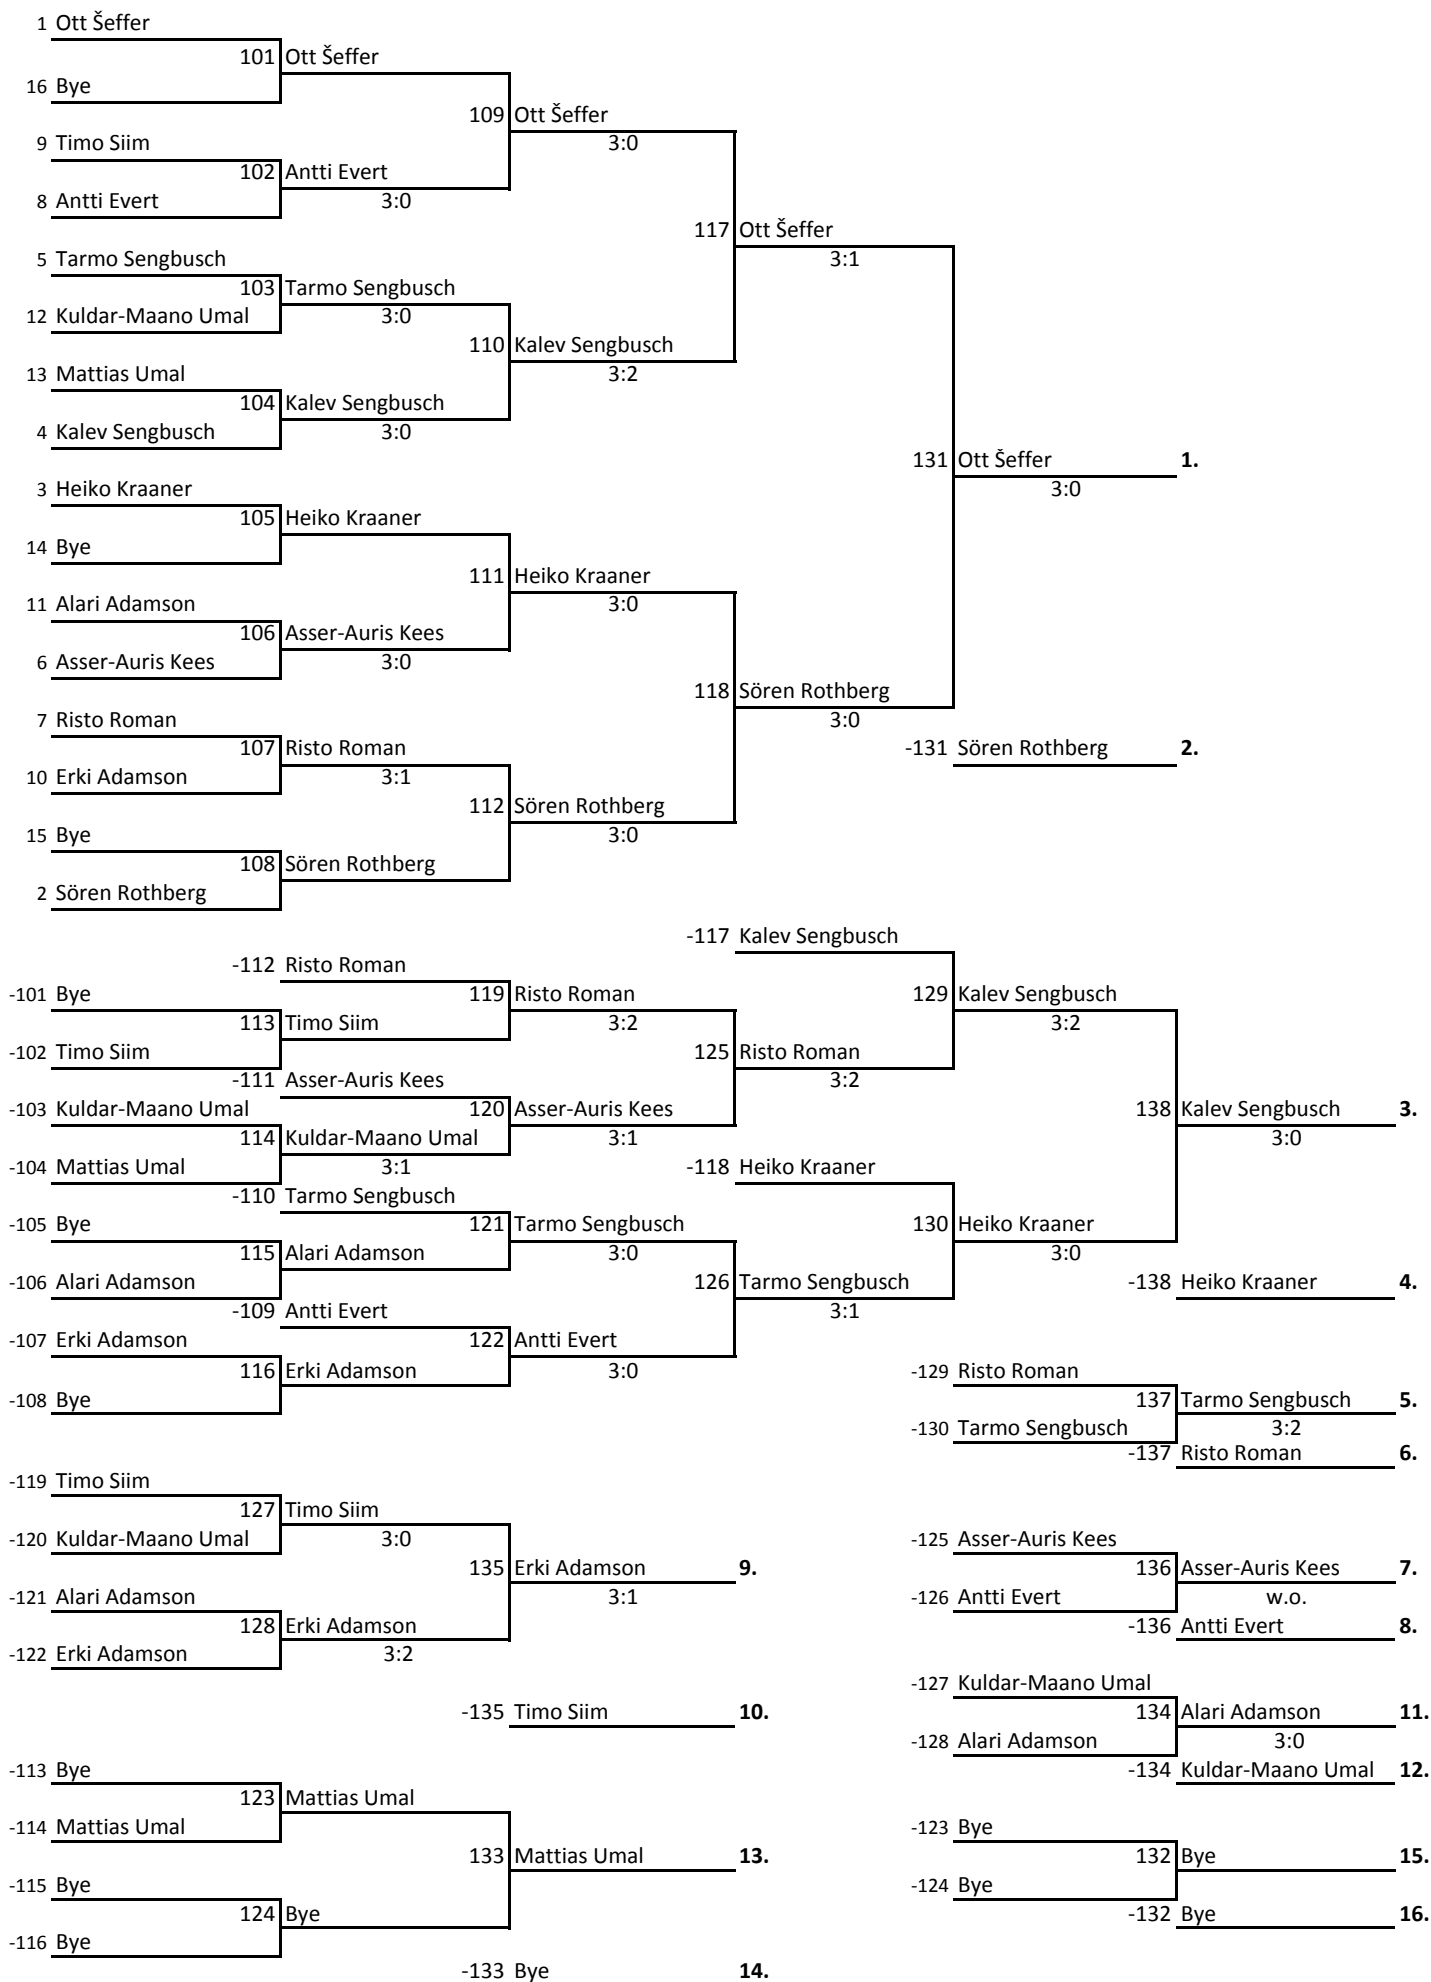 1 Ott Šeffer
101 Ott Šeffer
16 Bye
109 Ott Šeffer
3:0
9 Timo Siim
102 Antti Evert
3:0
8 Antti Evert
117 Ott Šeffer
3:1
5 Tarmo Sengbusch
103 Tarmo Sengbusch
3:0
12 Kuldar-Maano Umal
110 Kalev Sengbusch
3:2
13 Mattias Umal
104 Kalev Sengbusch
3:0
4 Kalev Sengbusch
131 Ott Šeffer 1.
3:0
3 Heiko Kraaner
105 Heiko Kraaner
14 Bye
111 Heiko Kraaner
3:0
11 Alari Adamson
106 Asser-Auris Kees
3:0
6 Asser-Auris Kees
118 Sören Rothberg
3:0
7 Risto Roman
107 Risto Roman
3:1
-131 Sören Rothberg 2.
10 Erki Adamson
112 Sören Rothberg
3:0
15 Bye
108 Sören Rothberg
2 Sören Rothberg
-117 Kalev Sengbusch
-112 Risto Roman
-101 Bye
119 Risto Roman
3:2
129 Kalev Sengbusch
3:2
113 Timo Siim
-102 Timo Siim
125 Risto Roman
3:2
-111 Asser-Auris Kees
-103 Kuldar-Maano Umal
120 Asser-Auris Kees
3:1
138 Kalev Sengbusch 3.
3:0
114 Kuldar-Maano Umal
3:1
-104 Mattias Umal
-118 Heiko Kraaner
-110 Tarmo Sengbusch
-105 Bye
121 Tarmo Sengbusch
3:0
130 Heiko Kraaner
3:0
115 Alari Adamson
-106 Alari Adamson
126 Tarmo Sengbusch
3:1
-138 Heiko Kraaner 4.
-109 Antti Evert
-107 Erki Adamson
122 Antti Evert
3:0
116 Erki Adamson
-108 Bye
-129 Risto Roman
137 Tarmo Sengbusch 5.
3:2
-130 Tarmo Sengbusch
-137 Risto Roman 6.
-119 Timo Siim
127 Timo Siim
3:0
-120 Kuldar-Maano Umal
-125 Asser-Auris Kees
135 Erki Adamson 9.
3:1
136 Asser-Auris Kees 7.
w.o.
-121 Alari Adamson
-126 Antti Evert
128 Erki Adamson
3:2
-136 Antti Evert 8.
-122 Erki Adamson
-127 Kuldar-Maano Umal
-135 Timo Siim 10.
134 Alari Adamson 11.
3:0
-128 Alari Adamson
-134 Kuldar-Maano Umal 12.
-113 Bye
123 Mattias Umal
-114 Mattias Umal
-123 Bye
133 Mattias Umal 13.
132 Bye 15.
-115 Bye
-124 Bye
124 Bye
-132 Bye 16.
-116 Bye
-133 Bye 14.